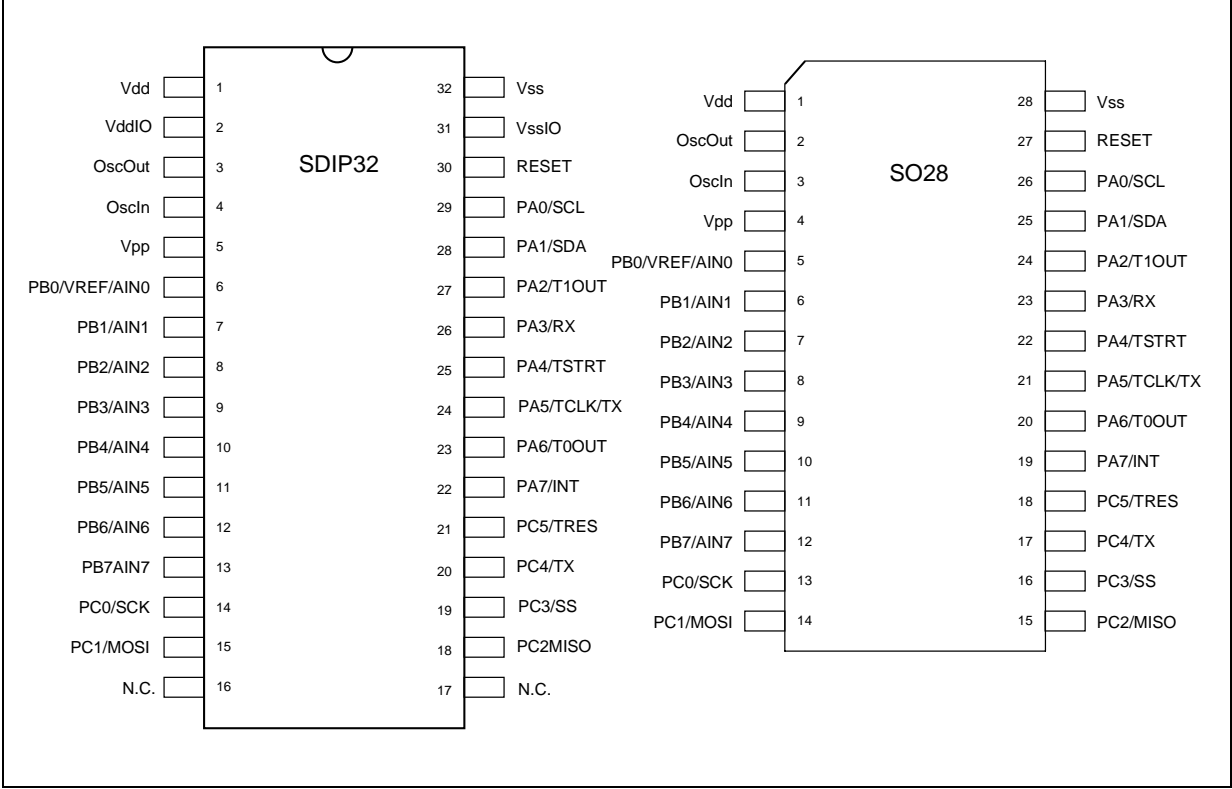 SDIP32
Vdd 1 32 Vss
VddIO 2 31 VssIO
OscOut 3 30 RESET
OscIn 4 29 PA0/SCL
Vpp 5 28 PA1/SDA
PB0/VREF/AIN0 6 27 PA2/T1OUT
PB1/AIN1 7 26 PA3/RX
PB2/AIN2 8 25 PA4/TSTRT
PB3/AIN3 9 24 PA5/TCLK/TX
PB4/AIN4 10 23 PA6/T0OUT
PB5/AIN5 11 22 PA7/INT
PB6/AIN6 12 21 PC5/TRES
PB7AIN7 13 20 PC4/TX
PC0/SCK 14 19 PC3/SS
PC1/MOSI 15 18 PC2MISO
N.C. 16 17 N.C.
SO28
Vdd 1 28 Vss
OscOut 2 27 RESET
OscIn 3 26 PA0/SCL
Vpp 4 25 PA1/SDA
PB0/VREF/AIN0 5 24 PA2/T1OUT
PB1/AIN1 6 23 PA3/RX
PB2/AIN2 7 22 PA4/TSTRT
PB3/AIN3 8 21 PA5/TCLK/TX
PB4/AIN4 9 20 PA6/T0OUT
PB5/AIN5 10 19 PA7/INT
PB6/AIN6 11 18 PC5/TRES
PB7/AIN7 12 17 PC4/TX
PC0/SCK 13 16 PC3/SS
PC1/MOSI 14 15 PC2/MISO